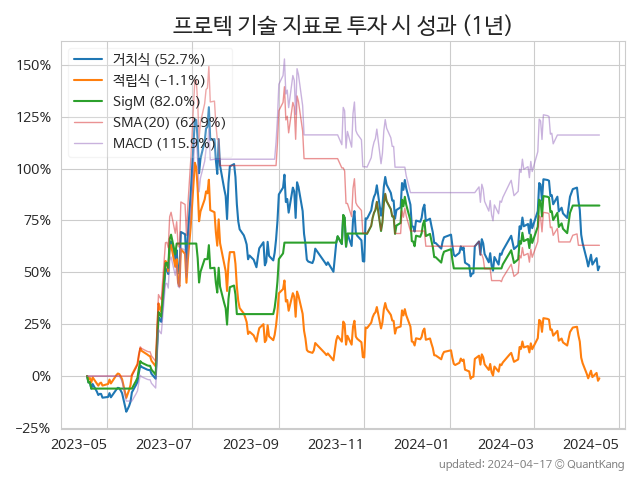 프로텍 기술 지표로 투자 시 성과 (1년)
150%
125%
100%
75%
50%
25%
0%
−25%
거치식 (52.7%)
적립식 (−1.1%)
SigM (82.0%)
SMA(20) (62.9%)
MACD (115.9%)
2023-05
2023-07
2023-09
2023-11
2024-01
2024-03
2024-05
updated: 2024-04-17 © QuantKang